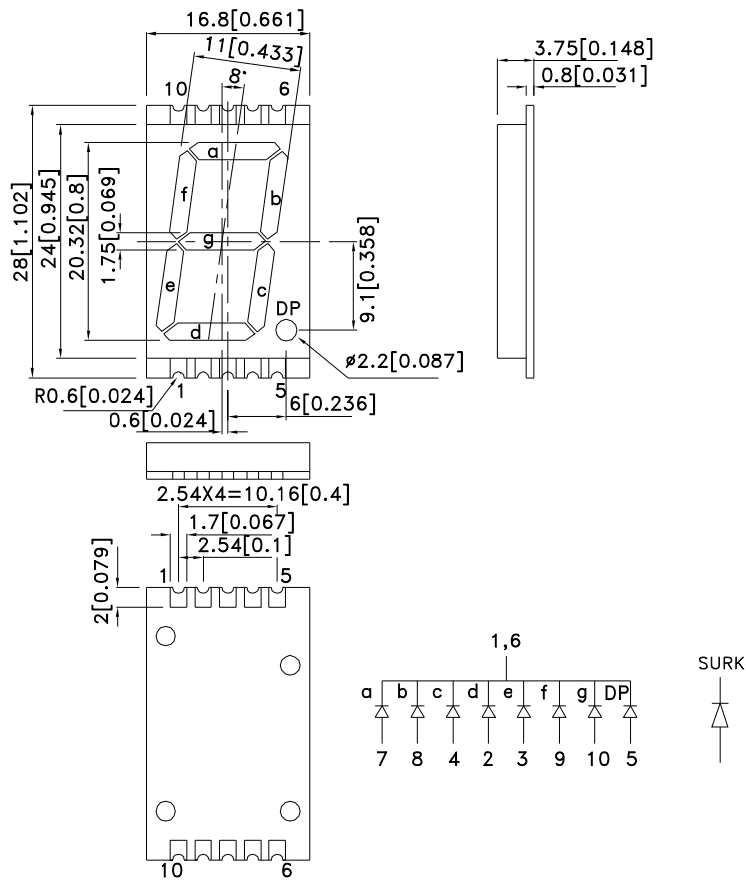 16.8[0.661]
11[0.433]
8°
10
6
3.75[0.148]
0.8[0.031]
28[1.102]
24[0.945]
20.32[0.8]
1.75[0.069]
a
f
b
g
e
c
d
DP
9.1[0.358]
ø2.2[0.087]
R0.6[0.024]
1
5
6[0.236]
0.6[0.024]
2.54X4=10.16[0.4]
1.7[0.067]
2.54[0.1]
1
5
2[0.079]
10
6
1,6
a b c d e f g DP
7 8 4 2 3 9 10 5
SURK